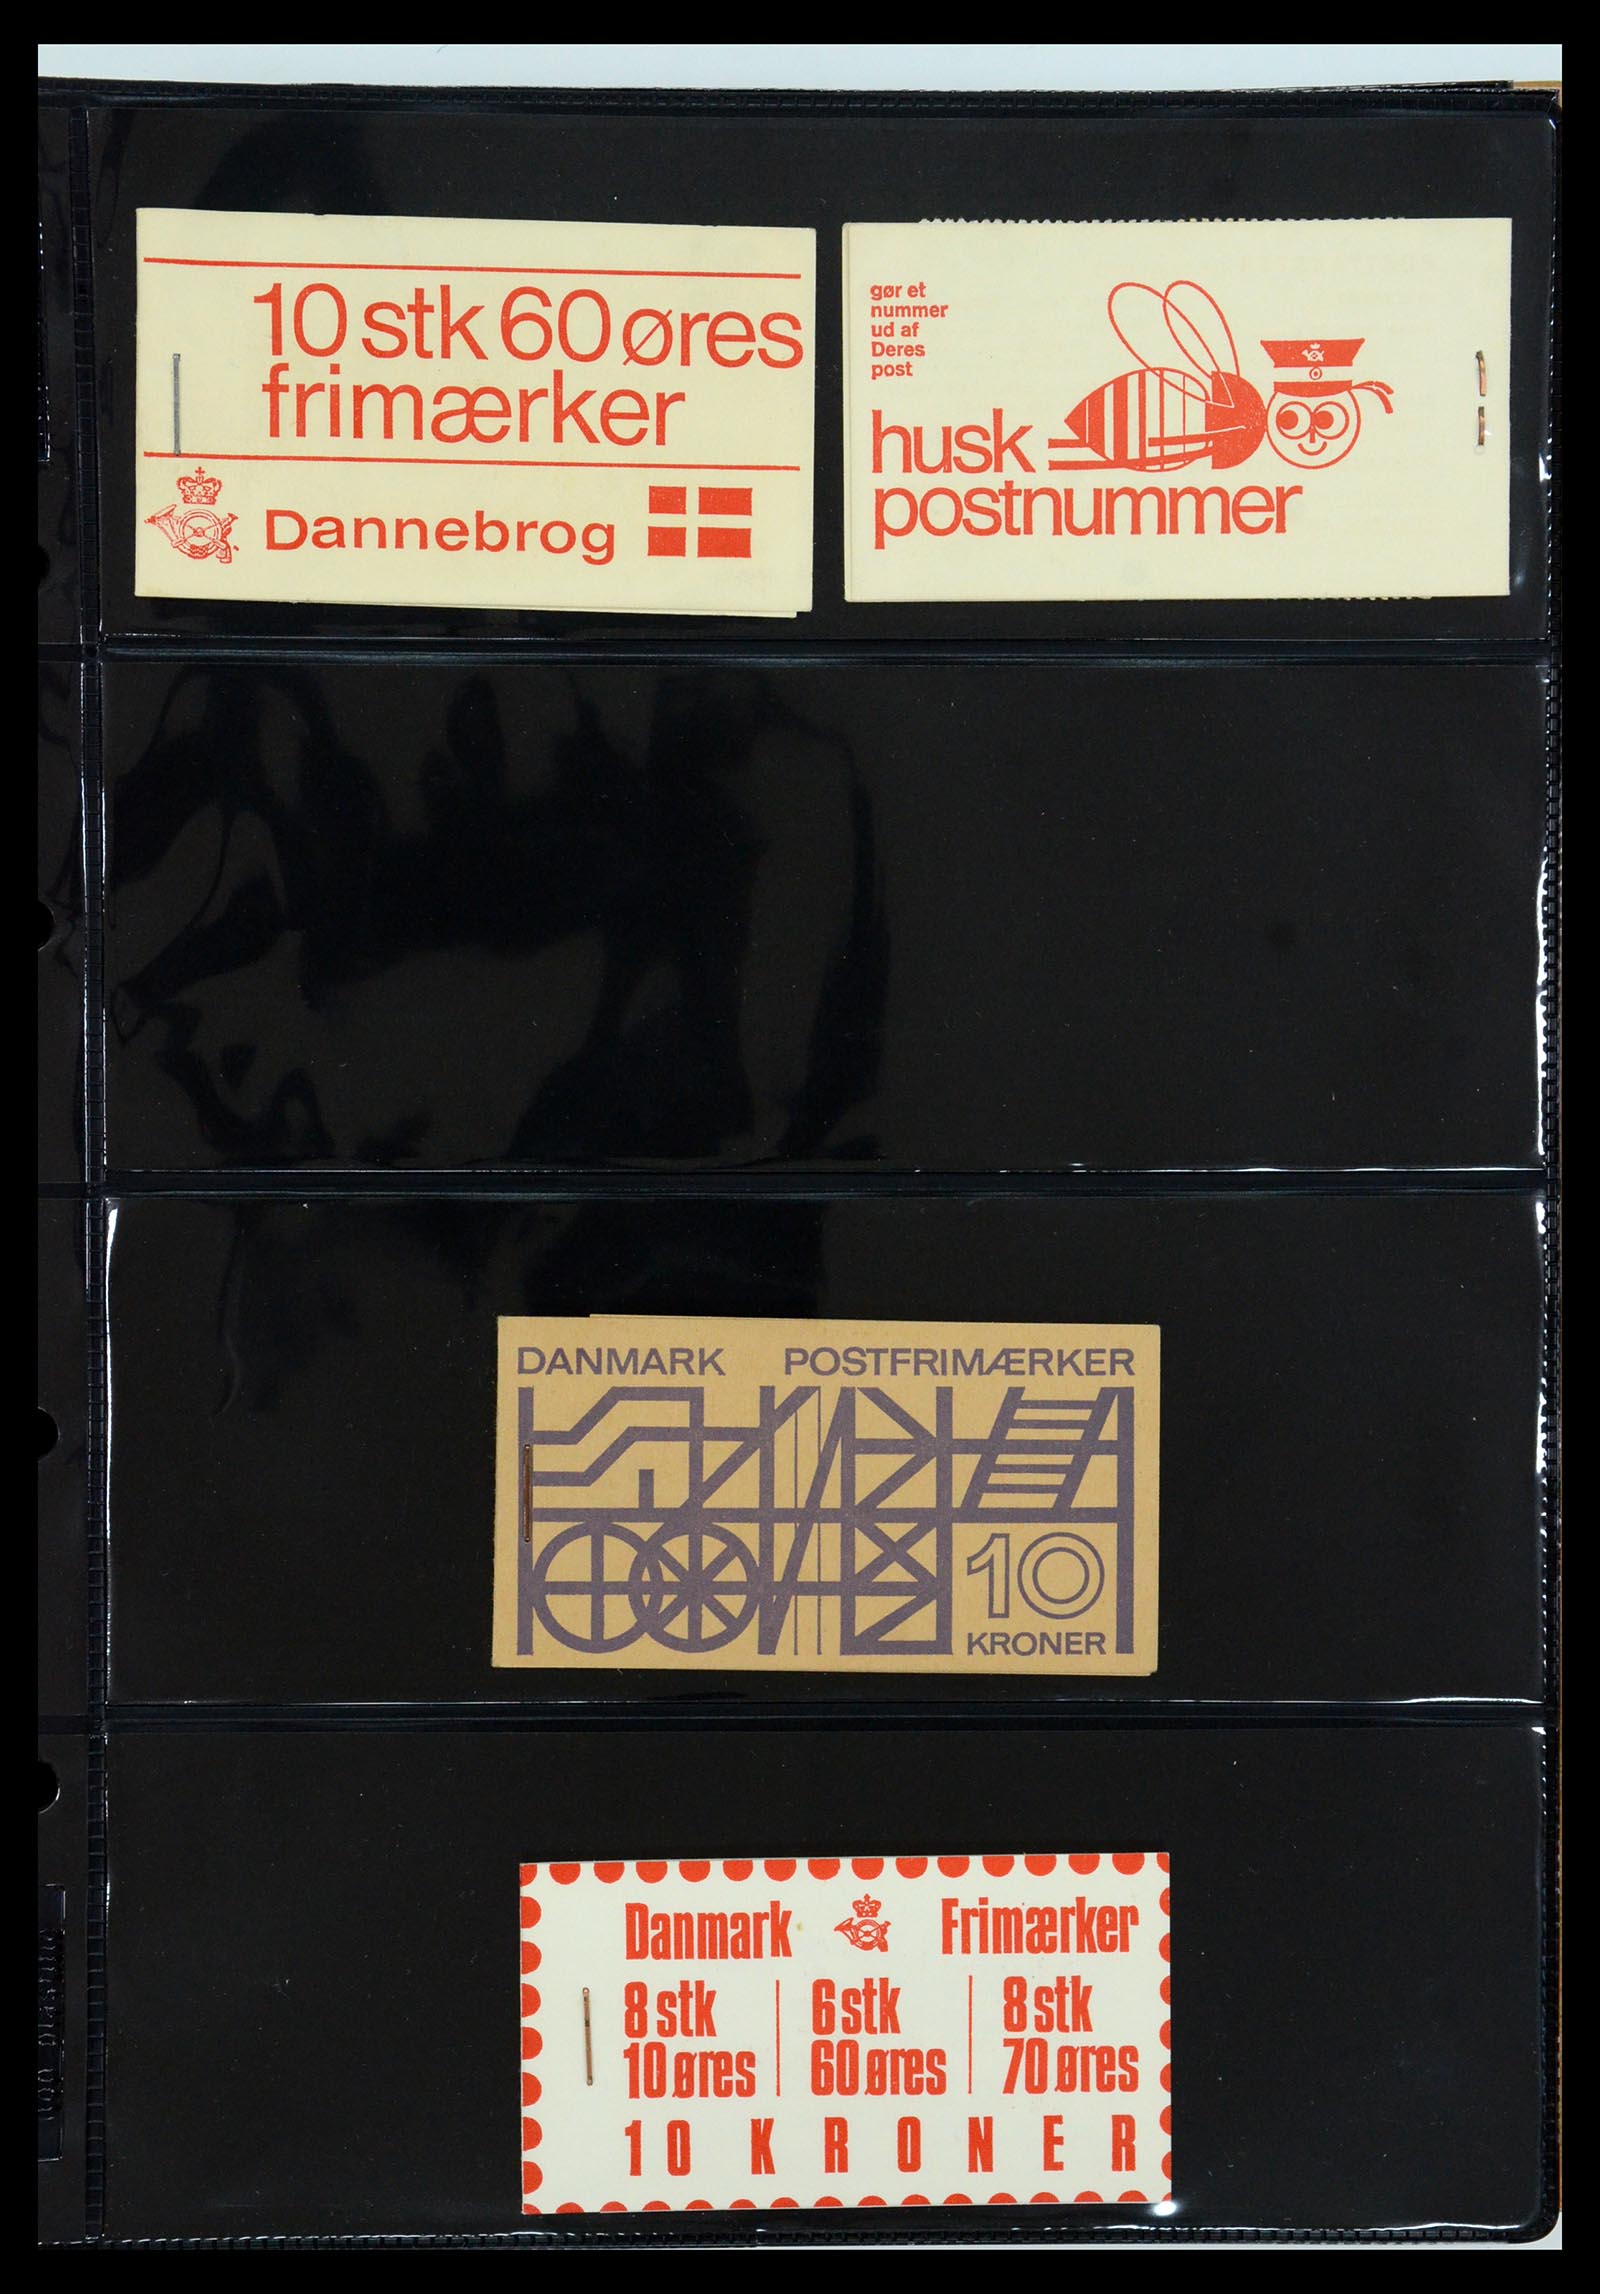 10 stk 60 øres
frimærker
Dannebrog
gør et
nummer
ud af
Deres
post
husk
postnummer
DANMARK POSTFRIMÆRKER
10
KRONER
Danmark Frimærker
8 stk 6 stk 8 stk
10 øres 60 øres 70 øres
10 KRONER